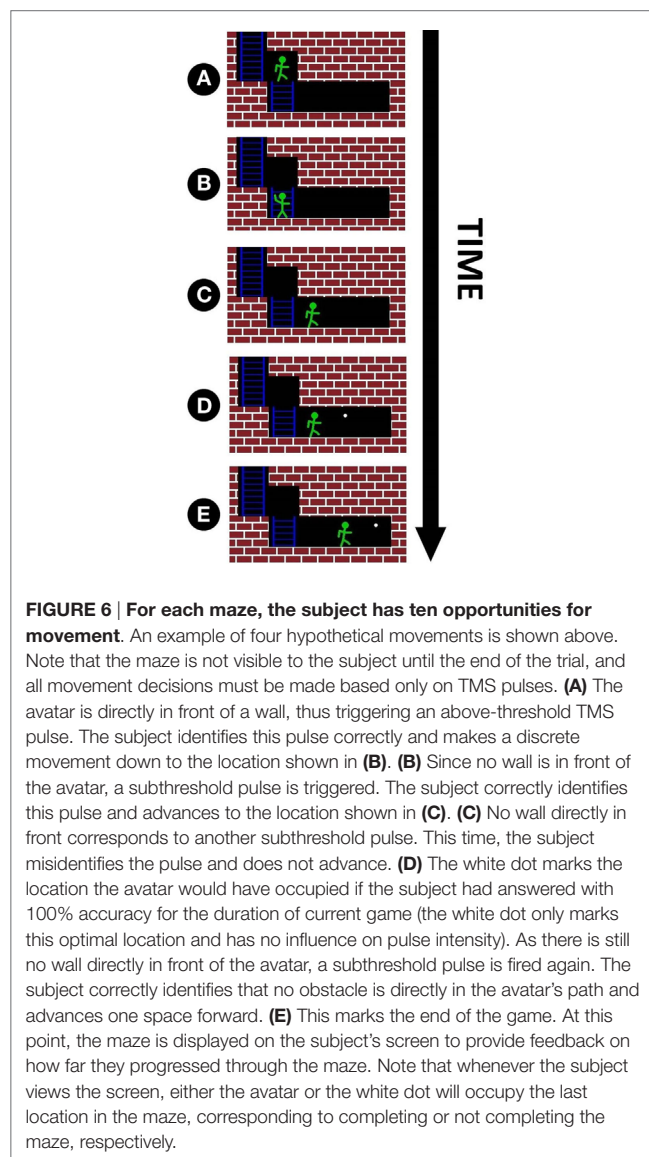 A
B
C
D
E
TIME
FIGURE 6 | For each maze, the subject has ten opportunities for
movement. An example of four hypothetical movements is shown above.
Note that the maze is not visible to the subject until the end of the trial, and
all movement decisions must be made based only on TMS pulses. (A) The
avatar is directly in front of a wall, thus triggering an above-threshold TMS
pulse. The subject identifies this pulse correctly and makes a discrete
movement down to the location shown in (B). (B) Since no wall is in front of
the avatar, a subthreshold pulse is triggered. The subject correctly identifies
this pulse and advances to the location shown in (C). (C) No wall directly in
front corresponds to another subthreshold pulse. This time, the subject
misidentifies the pulse and does not advance. (D) The white dot marks the
location the avatar would have occupied if the subject had answered with
100% accuracy for the duration of current game (the white dot only marks
this optimal location and has no influence on pulse intensity). As there is still
no wall directly in front of the avatar, a subthreshold pulse is fired again. The
subject correctly identifies that no obstacle is directly in the avatar's path and
advances one space forward. (E) This marks the end of the game. At this
point, the maze is displayed on the subject's screen to provide feedback on
how far they progressed through the maze. Note that whenever the subject
views the screen, either the avatar or the white dot will occupy the last
location in the maze, corresponding to completing or not completing the
maze, respectively.